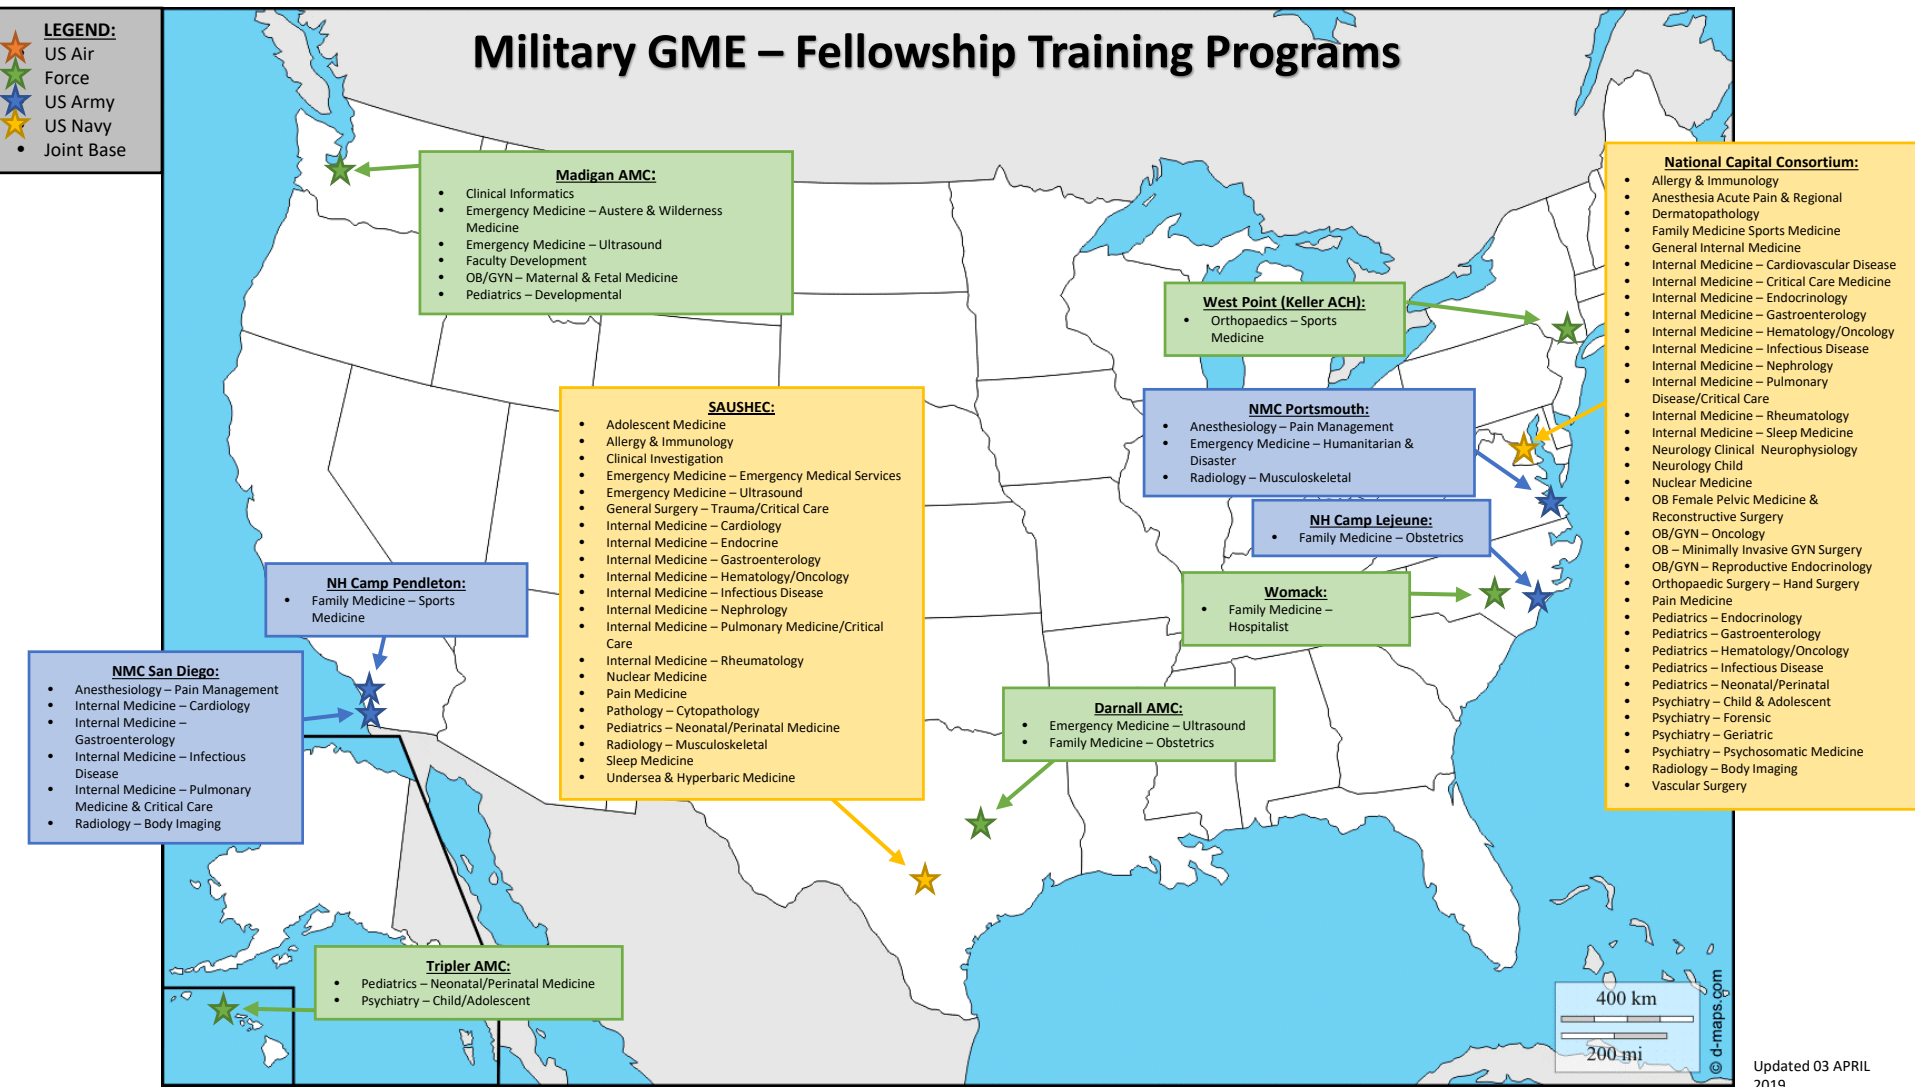 Military GME – Fellowship Training Programs
LEGEND:
US Air
Force
US Army
US Navy
• Joint Base
Madigan AMC:
• Clinical Informatics
• Emergency Medicine – Austere & Wilderness
Medicine
• Emergency Medicine – Ultrasound
• Faculty Development
• OB/GYN – Maternal & Fetal Medicine
• Pediatrics – Developmental
West Point (Keller ACH):
• Orthopaedics – Sports
Medicine
National Capital Consortium:
• Allergy & Immunology
• Anesthesia Acute Pain & Regional
• Dermatopathology
• Family Medicine Sports Medicine
• General Internal Medicine
• Internal Medicine – Cardiovascular Disease
• Internal Medicine – Critical Care Medicine
• Internal Medicine – Endocrinology
• Internal Medicine – Gastroenterology
• Internal Medicine – Hematology/Oncology
• Internal Medicine – Infectious Disease
• Internal Medicine – Nephrology
• Internal Medicine – Pulmonary
Disease/Critical Care
• Internal Medicine – Rheumatology
• Internal Medicine – Sleep Medicine
• Neurology Clinical Neurophysiology
• Neurology Child
• Nuclear Medicine
• OB Female Pelvic Medicine &
Reconstructive Surgery
• OB/GYN – Oncology
• OB – Minimally Invasive GYN Surgery
• OB/GYN – Reproductive Endocrinology
• Orthopaedic Surgery – Hand Surgery
• Pain Medicine
• Pediatrics – Endocrinology
• Pediatrics – Gastroenterology
• Pediatrics – Hematology/Oncology
• Pediatrics – Infectious Disease
• Pediatrics – Neonatal/Perinatal
• Psychiatry – Child & Adolescent
• Psychiatry – Forensic
• Psychiatry – Geriatric
• Psychiatry – Psychosomatic Medicine
• Radiology – Body Imaging
• Vascular Surgery
SAUSHEC:
• Adolescent Medicine
• Allergy & Immunology
• Clinical Investigation
• Emergency Medicine – Emergency Medical Services
• Emergency Medicine – Ultrasound
• General Surgery – Trauma/Critical Care
• Internal Medicine – Cardiology
• Internal Medicine – Endocrine
• Internal Medicine – Gastroenterology
• Internal Medicine – Hematology/Oncology
• Internal Medicine – Infectious Disease
• Internal Medicine – Nephrology
• Internal Medicine – Pulmonary Medicine/Critical
Care
• Internal Medicine – Rheumatology
• Nuclear Medicine
• Pain Medicine
• Pathology – Cytopathology
• Pediatrics – Neonatal/Perinatal Medicine
• Radiology – Musculoskeletal
• Sleep Medicine
• Undersea & Hyperbaric Medicine
NMC Portsmouth:
• Anesthesiology – Pain Management
• Emergency Medicine – Humanitarian &
Disaster
• Radiology – Musculoskeletal
NH Camp Lejeune:
• Family Medicine – Obstetrics
Womack:
• Family Medicine –
Hospitalist
NH Camp Pendleton:
• Family Medicine – Sports
Medicine
NMC San Diego:
• Anesthesiology – Pain Management
• Internal Medicine – Cardiology
• Internal Medicine –
Gastroenterology
• Internal Medicine – Infectious
Disease
• Internal Medicine – Pulmonary
Medicine & Critical Care
• Radiology – Body Imaging
Darnall AMC:
• Emergency Medicine – Ultrasound
• Family Medicine – Obstetrics
Tripler AMC:
• Pediatrics – Neonatal/Perinatal Medicine
• Psychiatry – Child/Adolescent
400 km
200 mi
© d-maps.com
Updated 03 APRIL
2019